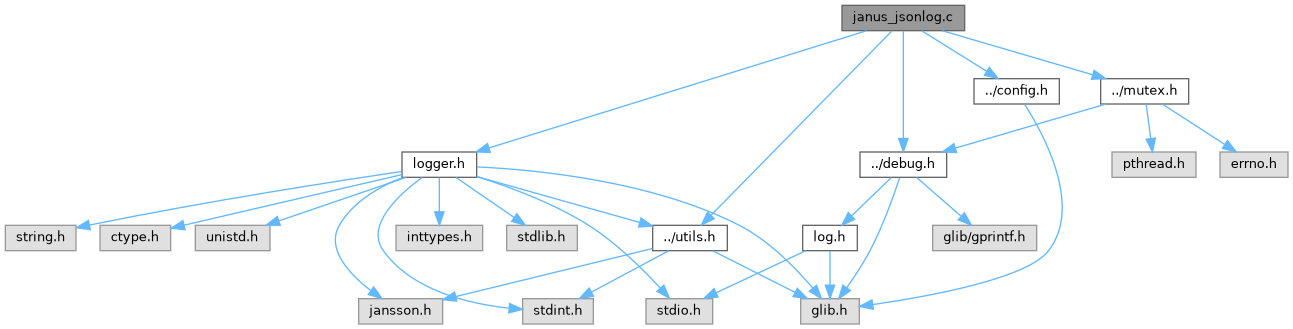 janus_jsonlog.c
../config.h
../mutex.h
logger.h
../debug.h
pthread.h
errno.h
string.h
ctype.h
unistd.h
inttypes.h
stdlib.h
../utils.h
log.h
glib/gprintf.h
jansson.h
stdint.h
stdio.h
glib.h